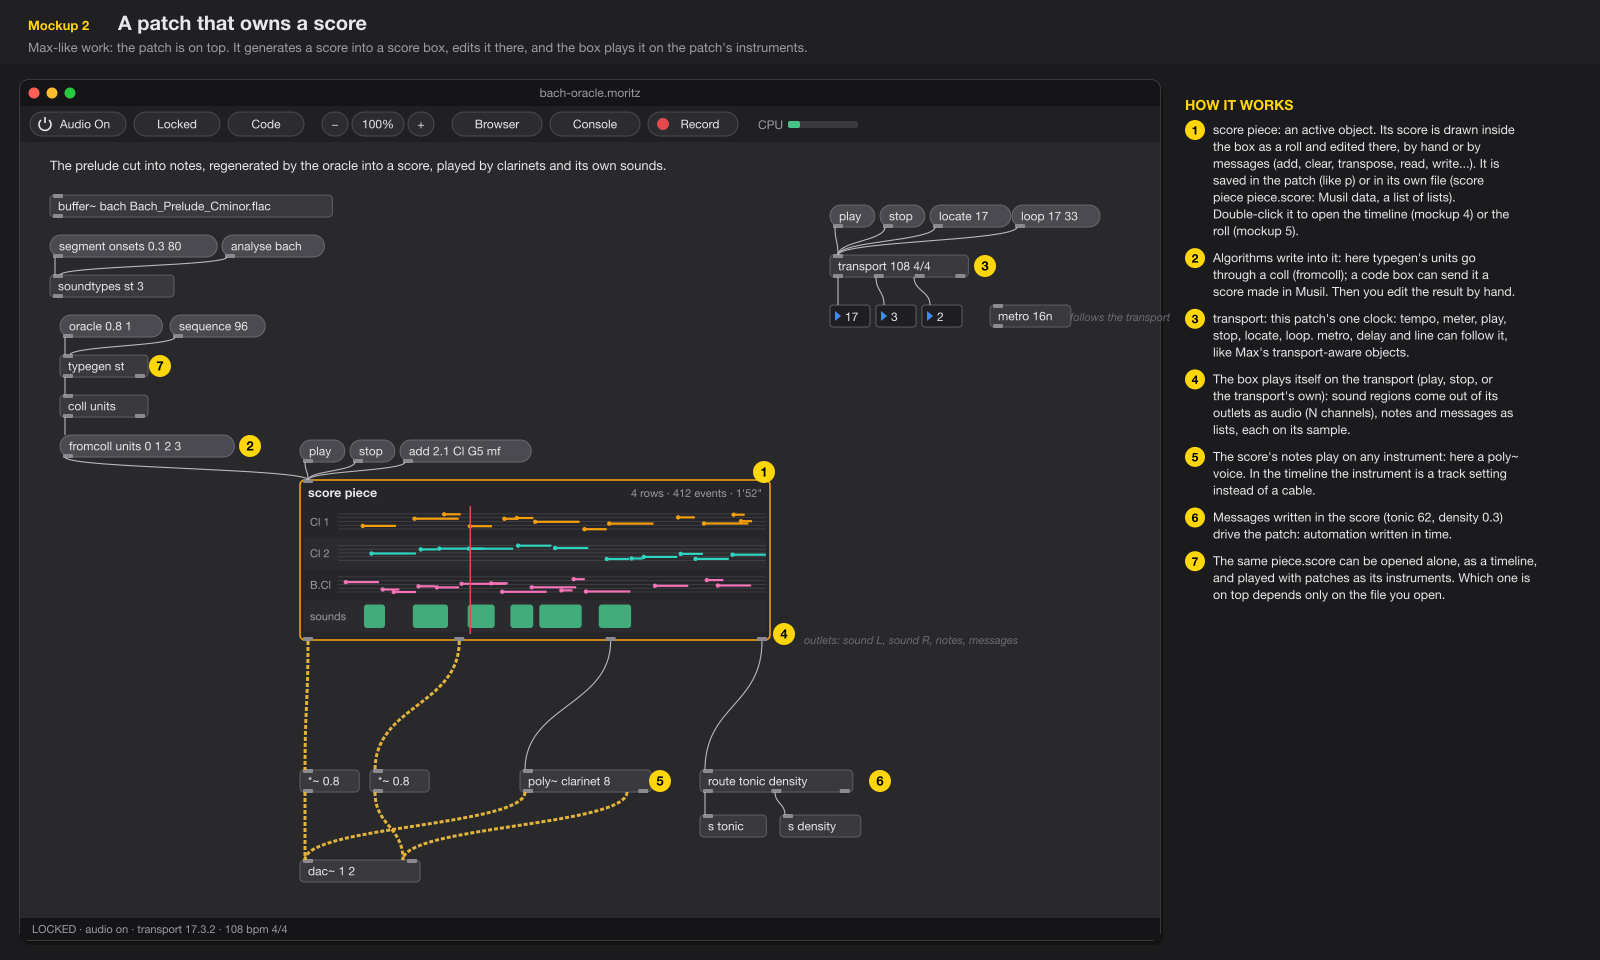 Mockup 2 A patch that owns a score
Max-like work: the patch is on top. It generates a score into a score box, edits it there, and the box plays it on the patch's instruments.
bach-oracle.moritz
Audio On Locked Code − 100% + Browser Console Record CPU
The prelude cut into notes, regenerated by the oracle into a score, played by clarinets and its own sounds.
buffer~ bach Bach_Prelude_Cminor.flac
segment onsets 0.3 80 analyse bach
soundtypes st 3
oracle 0.8 1 sequence 96
typegen st 7
coll units
fromcoll units 0 1 2 3 2
play stop locate 17 loop 17 33
transport 108 4/4 3
17 3 2 metro 16n follows the transport
play stop add 2.1 Cl G5 mf
1
score piece 4 rows · 412 events · 1'52"
Cl 1
Cl 2
B.Cl
sounds
4 outlets: sound L, sound R, notes, messages
*~ 0.8 *~ 0.8 poly~ clarinet 8 5 route tonic density 6
s tonic s density
dac~ 1 2
LOCKED · audio on · transport 17.3.2 · 108 bpm 4/4
HOW IT WORKS
1 score piece: an active object. Its score is drawn inside
the box as a roll and edited there, by hand or by
messages (add, clear, transpose, read, write...). It is
saved in the patch (like p) or in its own file (score
piece piece.score: Musil data, a list of lists).
Double-click it to open the timeline (mockup 4) or the
roll (mockup 5).
2 Algorithms write into it: here typegen's units go
through a coll (fromcoll); a code box can send it a
score made in Musil. Then you edit the result by hand.
3 transport: this patch's one clock: tempo, meter, play,
stop, locate, loop. metro, delay and line can follow it,
like Max's transport-aware objects.
4 The box plays itself on the transport (play, stop, or
the transport's own): sound regions come out of its
outlets as audio (N channels), notes and messages as
lists, each on its sample.
5 The score's notes play on any instrument: here a poly~
voice. In the timeline the instrument is a track setting
instead of a cable.
6 Messages written in the score (tonic 62, density 0.3)
drive the patch: automation written in time.
7 The same piece.score can be opened alone, as a timeline,
and played with patches as its instruments. Which one is
on top depends only on the file you open.